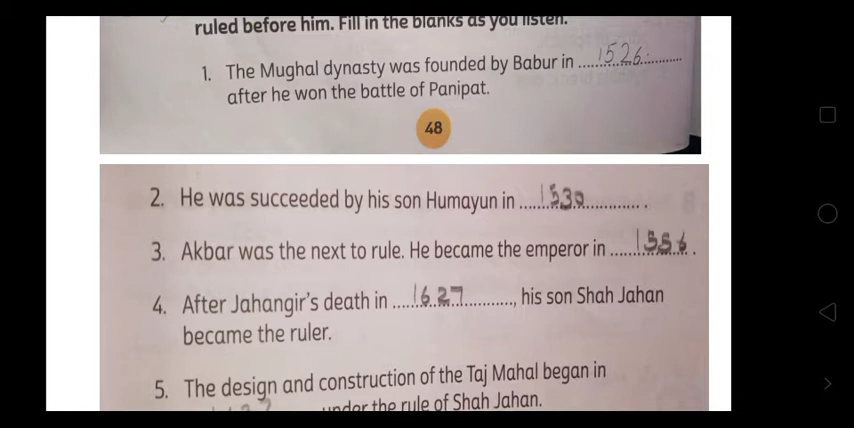 ruled before him. Fill in the blanks as you listen.
1. The Mughal dynasty was founded by Babur in ......1526............
after he won the battle of Panipat.
48
2. He was succeeded by his son Humayun in ......1530.............. .
3. Akbar was the next to rule. He became the emperor in ......1556...... .
4. After Jahangir's death in ......1627............, his son Shah Jahan
became the ruler.
5. The design and construction of the Taj Mahal began in
under the rule of Shah Jahan.